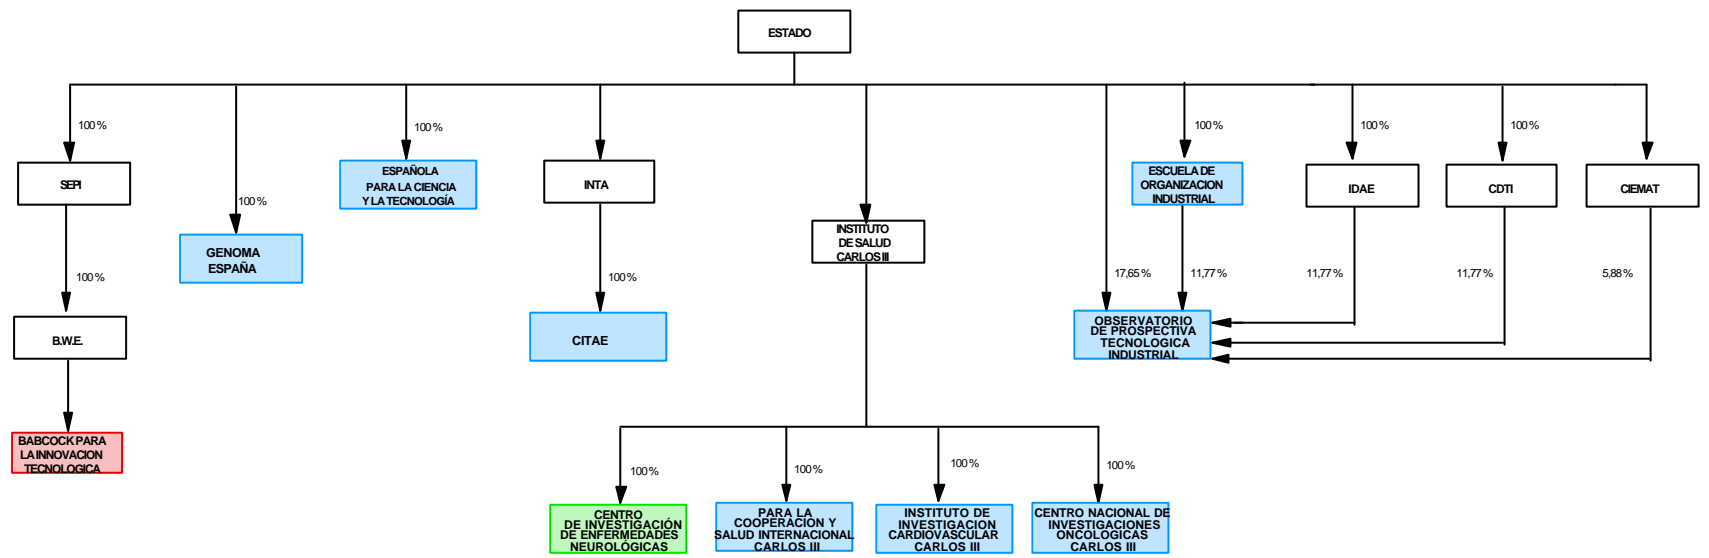 ESTADO
100%
100%
100%
100%
100%
SEPI
ESPAÑOLA
PARA LA CIENCIA
Y LA TECNOLOGÍA
INTA
ESCUELA DE
ORGANIZACION
INDUSTRIAL
IDAE
CDTI
CIEMAT
100%
GENOMA
ESPAÑA
INSTITUTO
DE SALUD
CARLOS III
100%
100%
17,65%
11,77%
11,77%
11,77%
5,88%
B.W.E.
CITAE
OBSERVATORIO
DE PROSPECTIVA
TECNOLOGICA
INDUSTRIAL
BABCOCK PARA
LA INNOVACION
TECNOLOGICA
100%
100%
100%
100%
CENTRO
DE INVESTIGACIÓN
DE ENFERMEDADES
NEUROLÓGICAS
PARA LA
COOPERACION Y
SALUD INTERNACIONAL
CARLOS III
INSTITUTO DE
INVESTIGACION
CARDIOVASCULAR
CARLOS III
CENTRO NACIONAL DE
INVESTIGACIONES
ONCOLOGICAS
CARLOS III